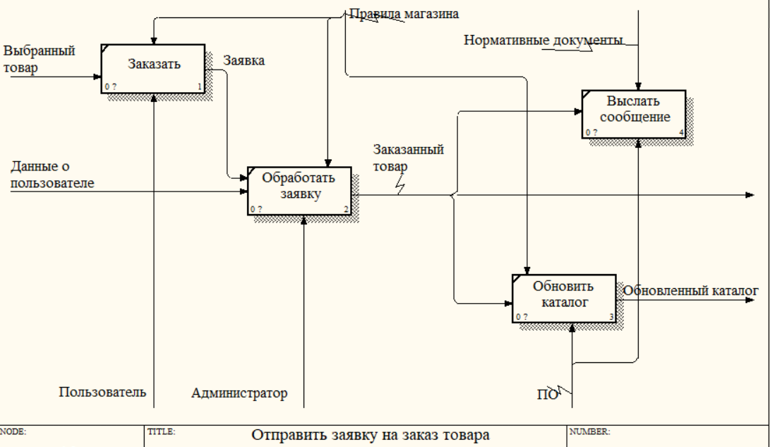 Правила магазина
Нормативные документы
Выбранный
товар
Заказать
0 ?
1
Заявка
Выслать
сообщение
0 ?
4
Заказанный
товар
Данные о
пользователе
Обработать
заявку
0 ?
2
Обновить
каталог
0 ?
3
Обновленный каталог
Пользователь
Администратор
ПО
NODE:
TITLE:
Отправить заявку на заказ товара
NUMBER: